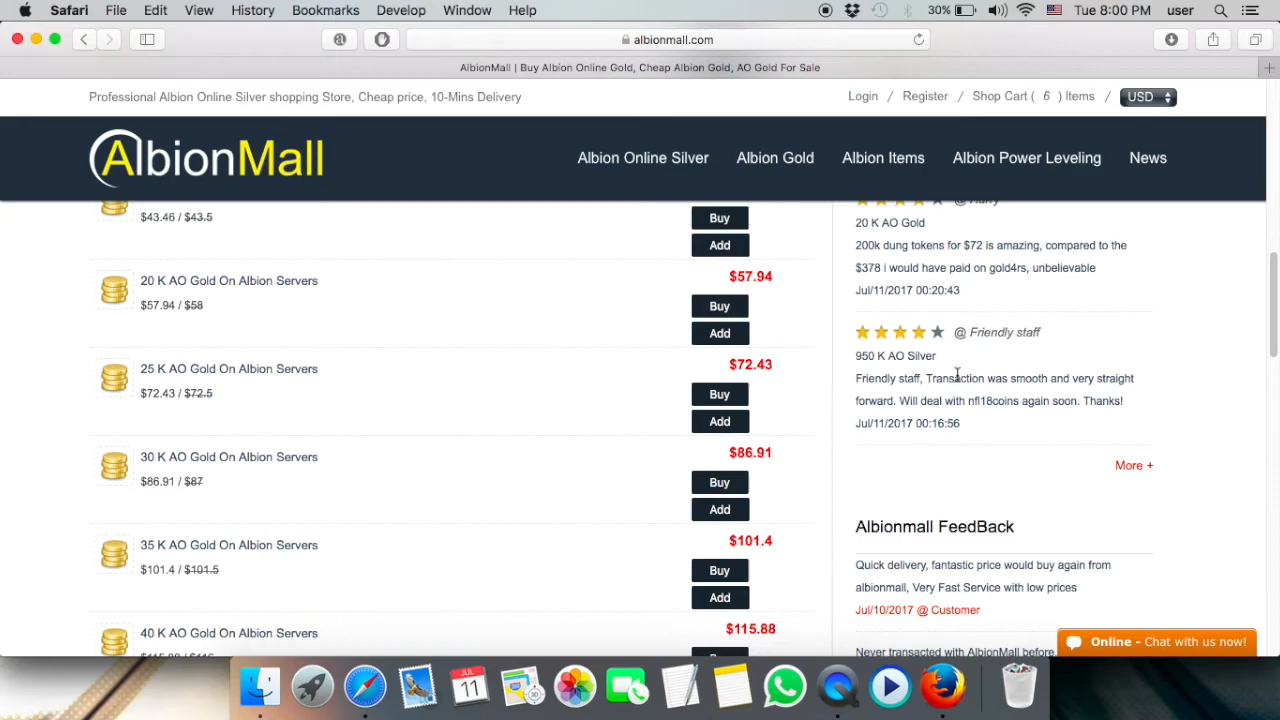 Safari File Edit View History Bookmarks Develop Window Help 30% Tue 8:00 PM user
albionmall.com
AlbionMall | Buy Albion Online Gold, Cheap Albion Gold, AO Gold For Sale
Professional Albion Online Silver shopping Store, Cheap price, 10-Mins Delivery
Login / Register / Shop Cart ( 6 ) Items / USD
AlbionMall
Albion Online Silver Albion Gold Albion Items Albion Power Leveling News
$43.46 / $43.5
Buy
Add
20 K AO Gold On Albion Servers
$57.94
$57.94 / $58
Buy
Add
25 K AO Gold On Albion Servers
$72.43
$72.43 / $72.5
Buy
Add
30 K AO Gold On Albion Servers
$86.91
$86.91 / $87
Buy
Add
35 K AO Gold On Albion Servers
$101.4
$101.4 / $101.5
Buy
Add
40 K AO Gold On Albion Servers
$115.88
20 K AO Gold
200k dung tokens for $72 is amazing, compared to the
$378 i would have paid on gold4rs, unbelievable
Jul/11/2017 00:20:43
@ Friendly staff
950 K AO Silver
Friendly staff, Transaction was smooth and very straight
forward. Will deal with nfl18coins again soon. Thanks!
Jul/11/2017 00:16:56
More +
Albionmall FeedBack
Quick delivery, fantastic price would buy again from
albionmall, Very Fast Service with low prices
Jul/10/2017 @ Customer
Never transacted with AlbionMall before,
Online - Chat with us now!
JUL
11
30